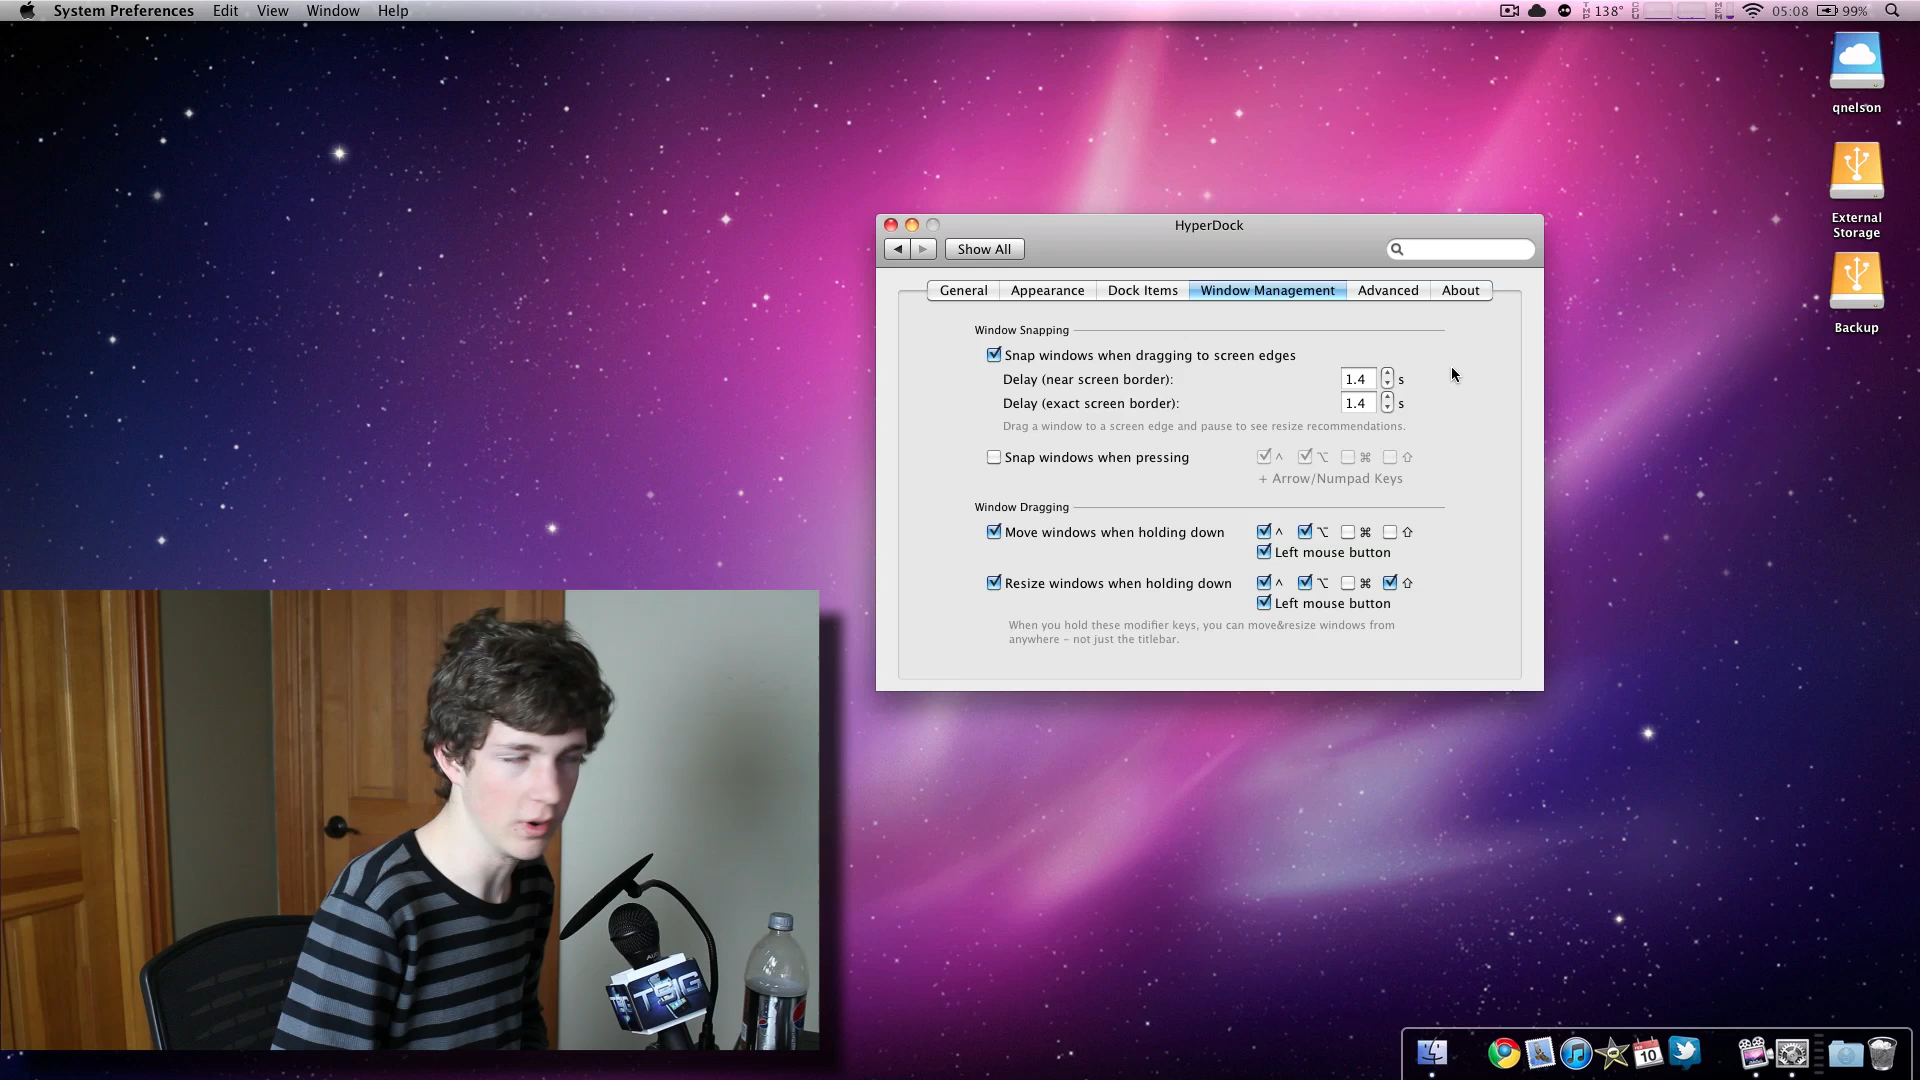 System Preferences Edit View Window Help
138° 05:08 99%
qnelson
External
Storage
Backup
HyperDock
Show All
General Appearance Dock Items Window Management Advanced About
Window Snapping
Snap windows when dragging to screen edges
Delay (near screen border): 1.4 s
Delay (exact screen border): 1.4 s
Drag a window to a screen edge and pause to see resize recommendations.
Snap windows when pressing ^ ⌥ ⌘ ⇧
+ Arrow/Numpad Keys
Window Dragging
Move windows when holding down ^ ⌥ ⌘ ⇧
Left mouse button
Resize windows when holding down ^ ⌥ ⌘ ⇧
Left mouse button
When you hold these modifier keys, you can move&resize windows from
anywhere – not just the titlebar.
TSIG
10